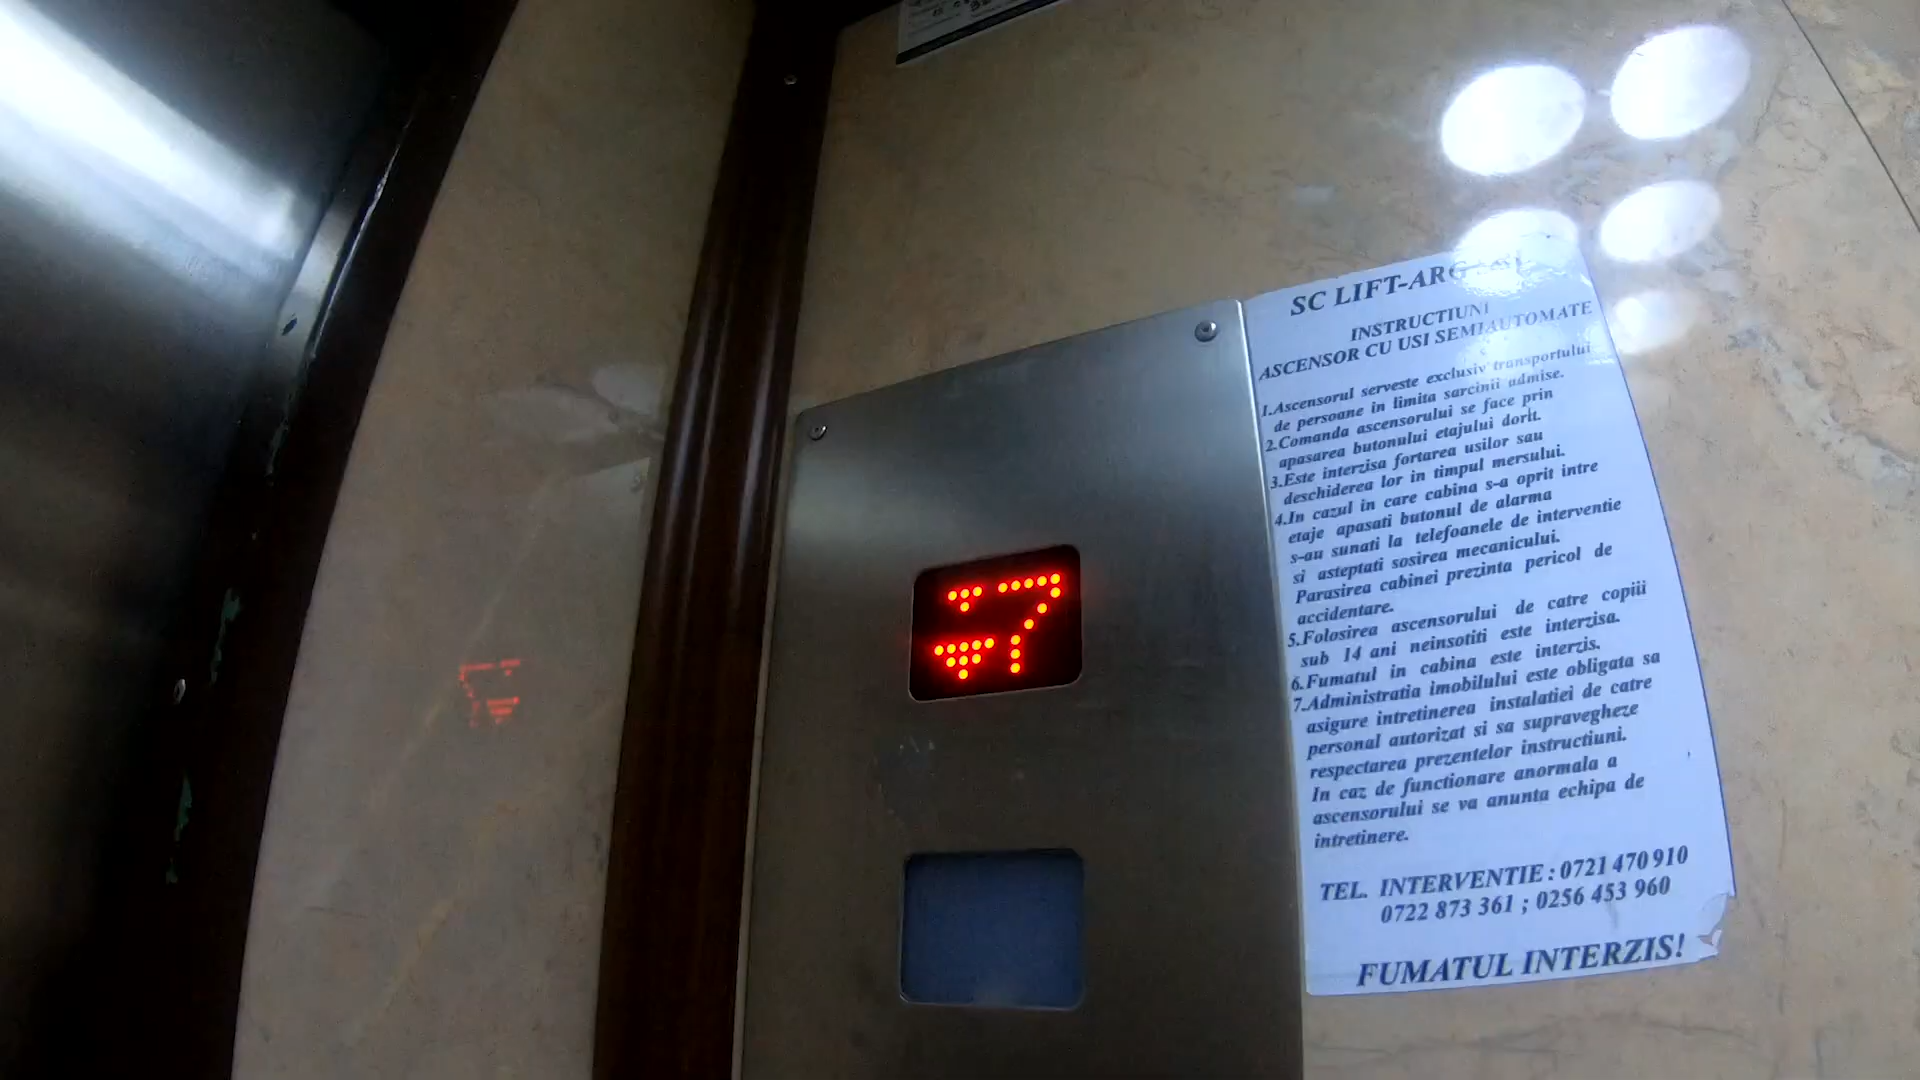 7
SC LIFT-ARG
INSTRUCTIUNI
ASCENSOR CU USI SEMIAUTOMATE
1.Ascensorul serveste exclusiv transportului
de persoane in limita sarcinii admise.
2.Comanda ascensorului se face prin
apasarea butonului etajului dorit.
3.Este interzisa fortarea usilor sau
deschiderea lor in timpul mersului.
4.In cazul in care cabina s-a oprit intre
etaje apasati butonul de alarma
s-au sunati la telefoanele de interventie
si asteptati sosirea mecanicului.
Parasirea cabinei prezinta pericol de
accidentare.
5.Folosirea ascensorului de catre copiii
sub 14 ani neinsotiti este interzisa.
6.Fumatul in cabina este interzis.
7.Administratia imobilului este obligata sa
asigure intretinerea instalatiei de catre
personal autorizat si sa supravegheze
respectarea prezentelor instructiuni.
In caz de functionare anormala a
ascensorului se va anunta echipa de
intretinere.
TEL. INTERVENTIE : 0721 470 910
0722 873 361 ; 0256 453 960
FUMATUL INTERZIS!